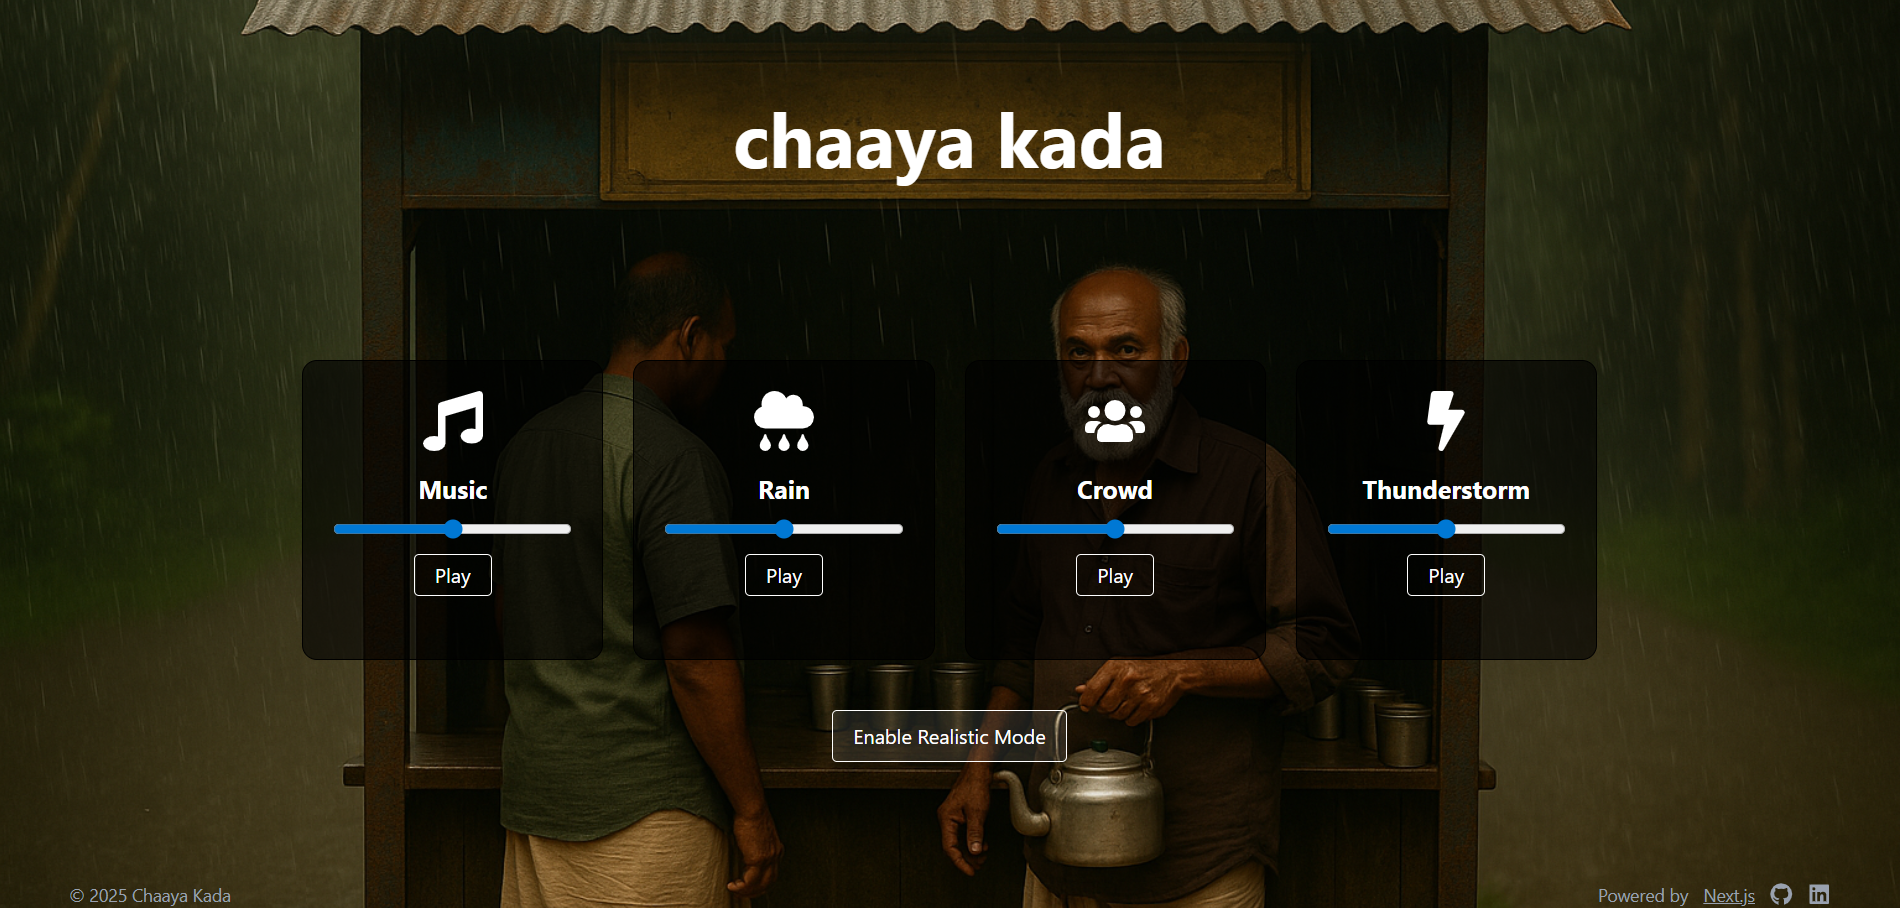 chaaya kada
Music
Rain
Crowd
Thunderstorm
Play
Play
Play
Play
Enable Realistic Mode
© 2025 Chaaya Kada
Powered by Next.js